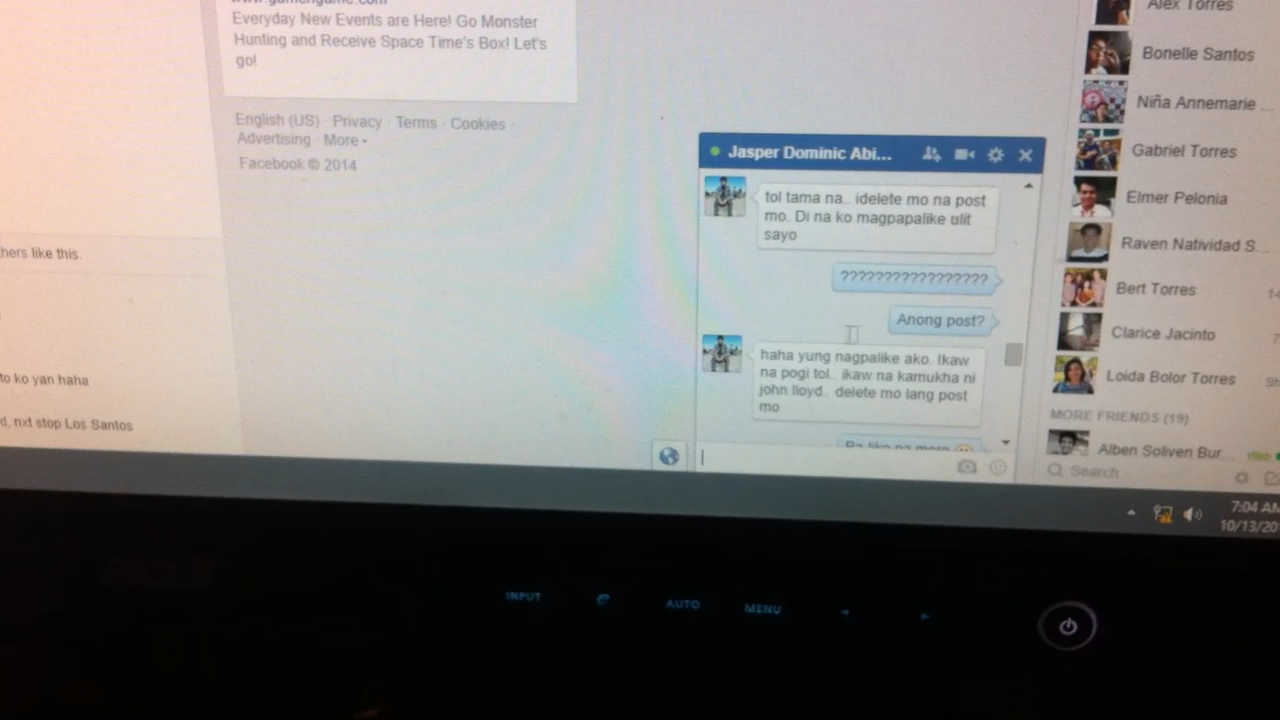 Everyday New Events are Here! Go Monster
Hunting and Receive Space Time's Box! Let's
go!
English (US) · Privacy · Terms · Cookies ·
Advertising · More
Facebook © 2014
hers like this.
to ko yan haha
d, nxt stop Los Santos
Jasper Dominic Abi...
tol tama na.. idelete mo na post
mo. Di na ko magpapalike ulit
sayo
?????????????????
Anong post?
haha yung nagpalike ako. Ikaw
na pogi tol.. ikaw na kamukha ni
john lloyd.. delete mo lang post
mo
Alex Torres
Bonelle Santos
Niña Annemarie ...
Gabriel Torres
Elmer Pelonia
Raven Natividad S...
Bert Torres
Clarice Jacinto
Loida Bolor Torres
MORE FRIENDS (19)
Alben Soliven Bur...
Search
7:04 AM
10/13/20
acer
INPUT
e
AUTO
MENU